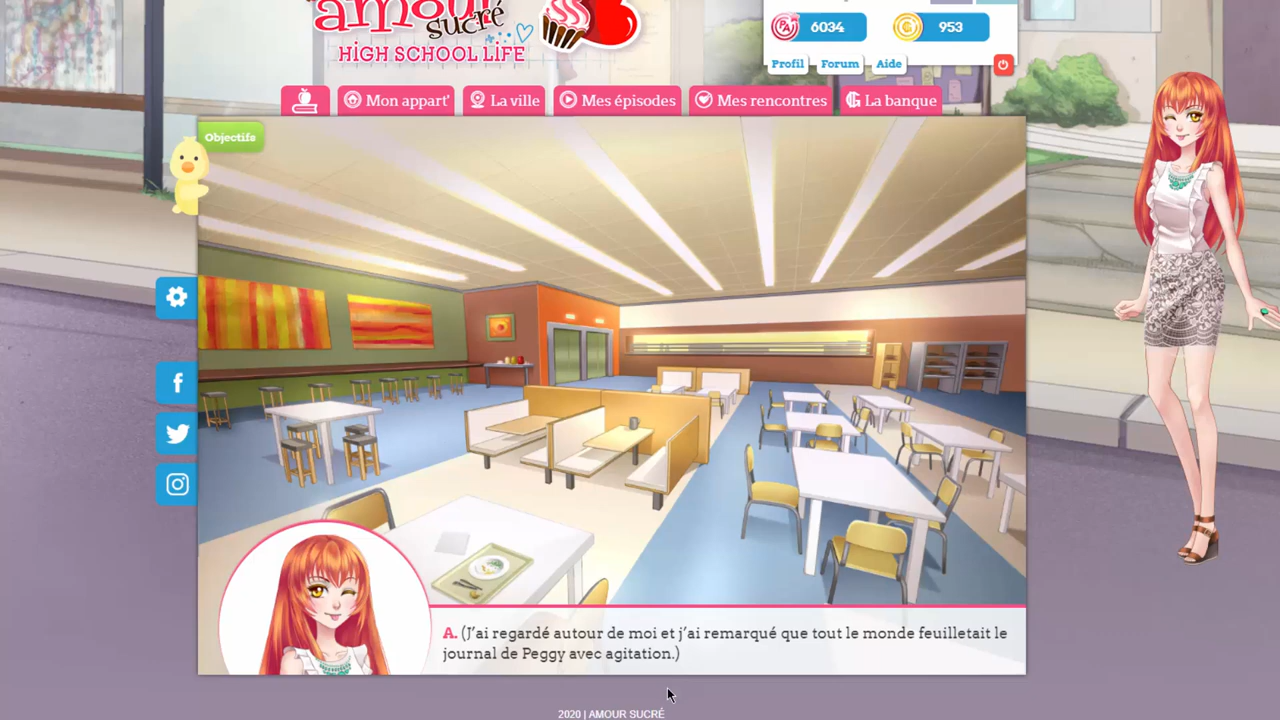 amour
sucré
HIGH SCHOOL LIFE
6034
953
Profil
Forum
Aide
Mon appart'
La ville
Mes épisodes
Mes rencontres
La banque
Objectifs
A. (J'ai regardé autour de moi et j'ai remarqué que tout le monde feuilletait le
journal de Peggy avec agitation.)
2020 | AMOUR SUCRÉ